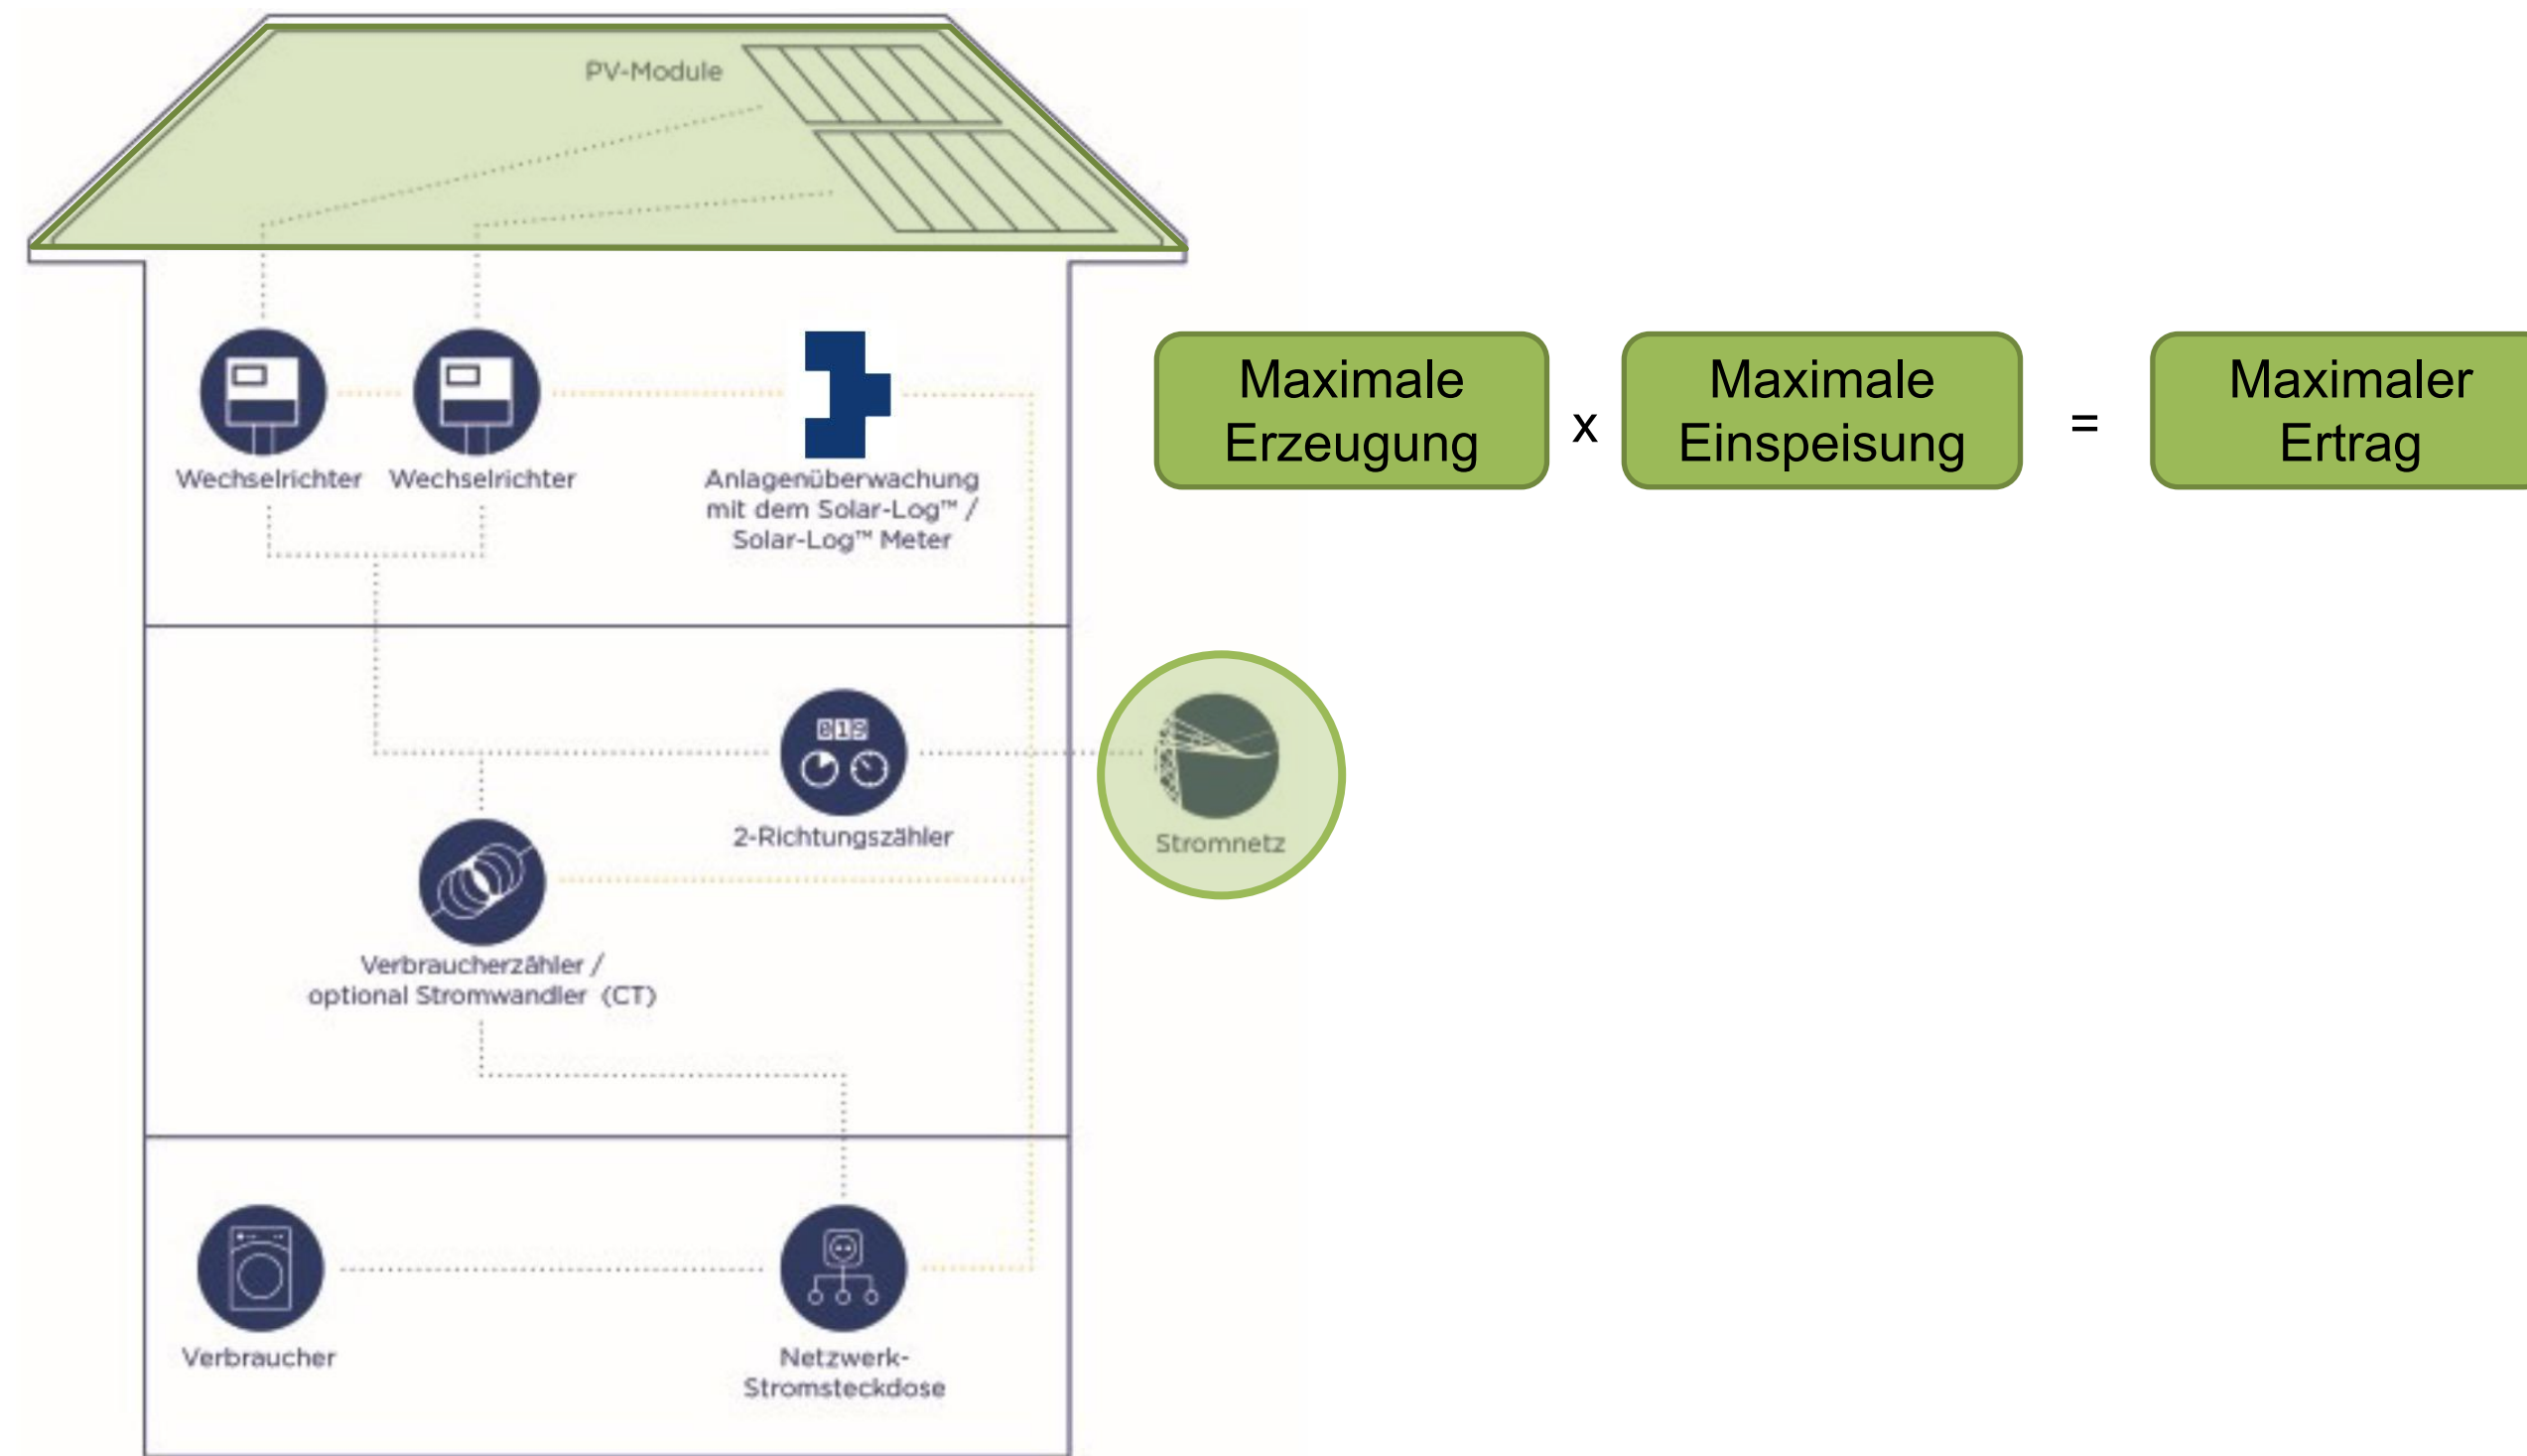 PV-Module
Wechselrichter
Wechselrichter
Anlagenüberwachung
mit dem Solar-Log™ /
Solar-Log™ Meter
Maximale
Erzeugung
x
Maximale
Einspeisung
=
Maximaler
Ertrag
819
2-Richtungszähler
Stromnetz
Verbraucherzähler /
optional Stromwandler (CT)
Verbraucher
Netzwerk-
Stromsteckdose